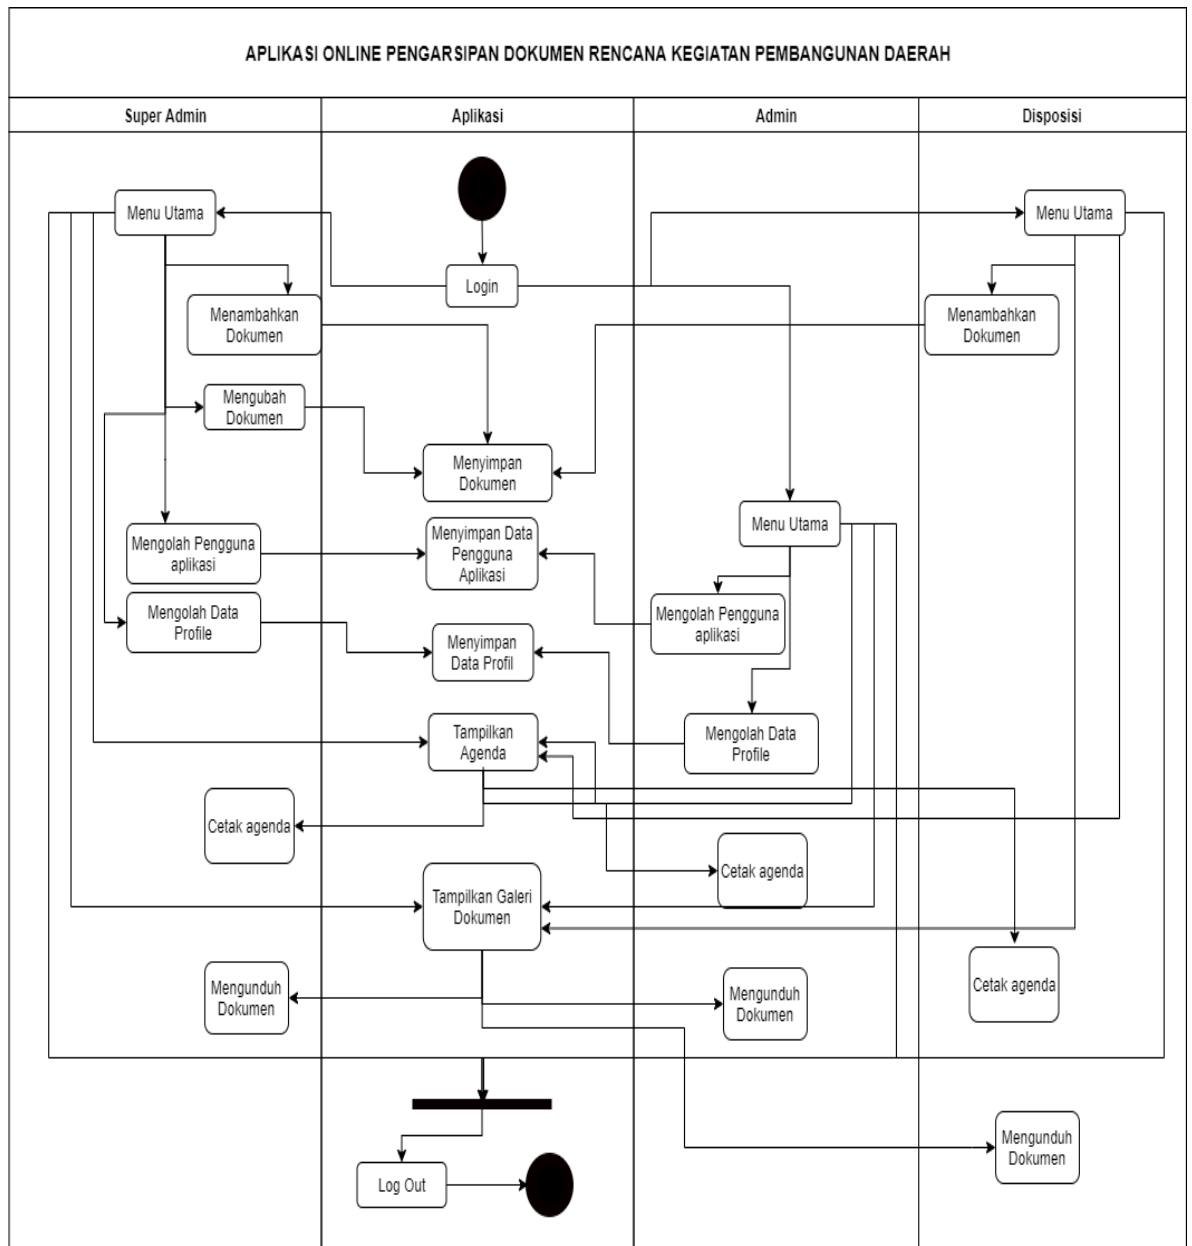 APLIKASI ONLINE PENGARSIPAN DOKUMEN RENCANA KEGIATAN PEMBANGUNAN DAERAH
Super Admin
Aplikasi
Admin
Disposisi
Menu Utama
Menu Utama
Login
Menambahkan
Dokumen
Menambahkan
Dokumen
Mengubah
Dokumen
Menyimpan
Dokumen
Menu Utama
Mengolah Pengguna
aplikasi
Menyimpan Data
Pengguna
Aplikasi
Mengolah Pengguna
aplikasi
Mengolah Data
Profile
Menyimpan
Data Profil
Tampilkan
Agenda
Mengolah Data
Profile
Cetak agenda
Cetak agenda
Tampilkan Galeri
Dokumen
Cetak agenda
Mengunduh
Dokumen
Mengunduh
Dokumen
Mengunduh
Dokumen
Log Out